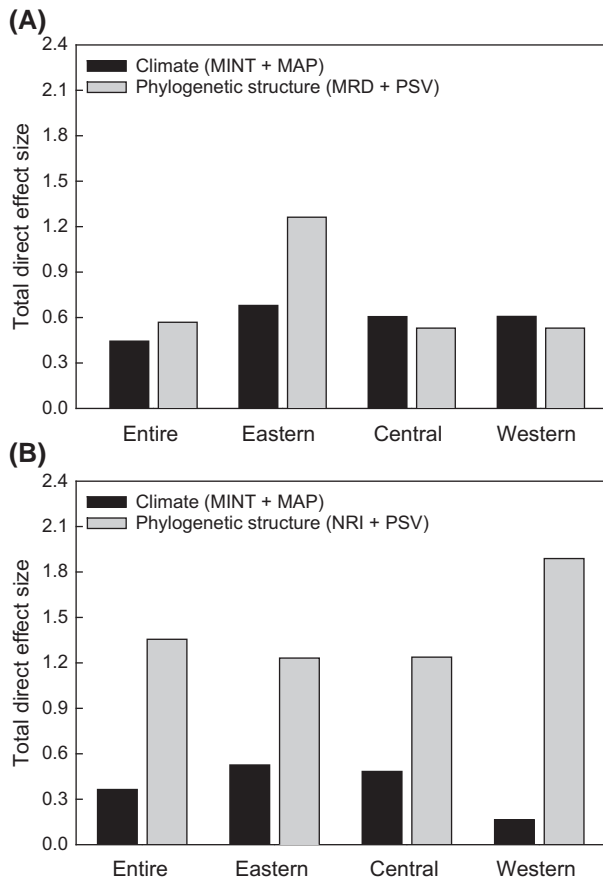 (A)
2.4
2.1
1.8
1.5
1.2
0.9
0.6
0.3
0.0
Total direct effect size
Climate (MINT + MAP)
Phylogenetic structure (MRD + PSV)
Entire Eastern Central Western
(B)
2.4
2.1
1.8
1.5
1.2
0.9
0.6
0.3
0.0
Total direct effect size
Climate (MINT + MAP)
Phylogenetic structure (NRI + PSV)
Entire Eastern Central Western